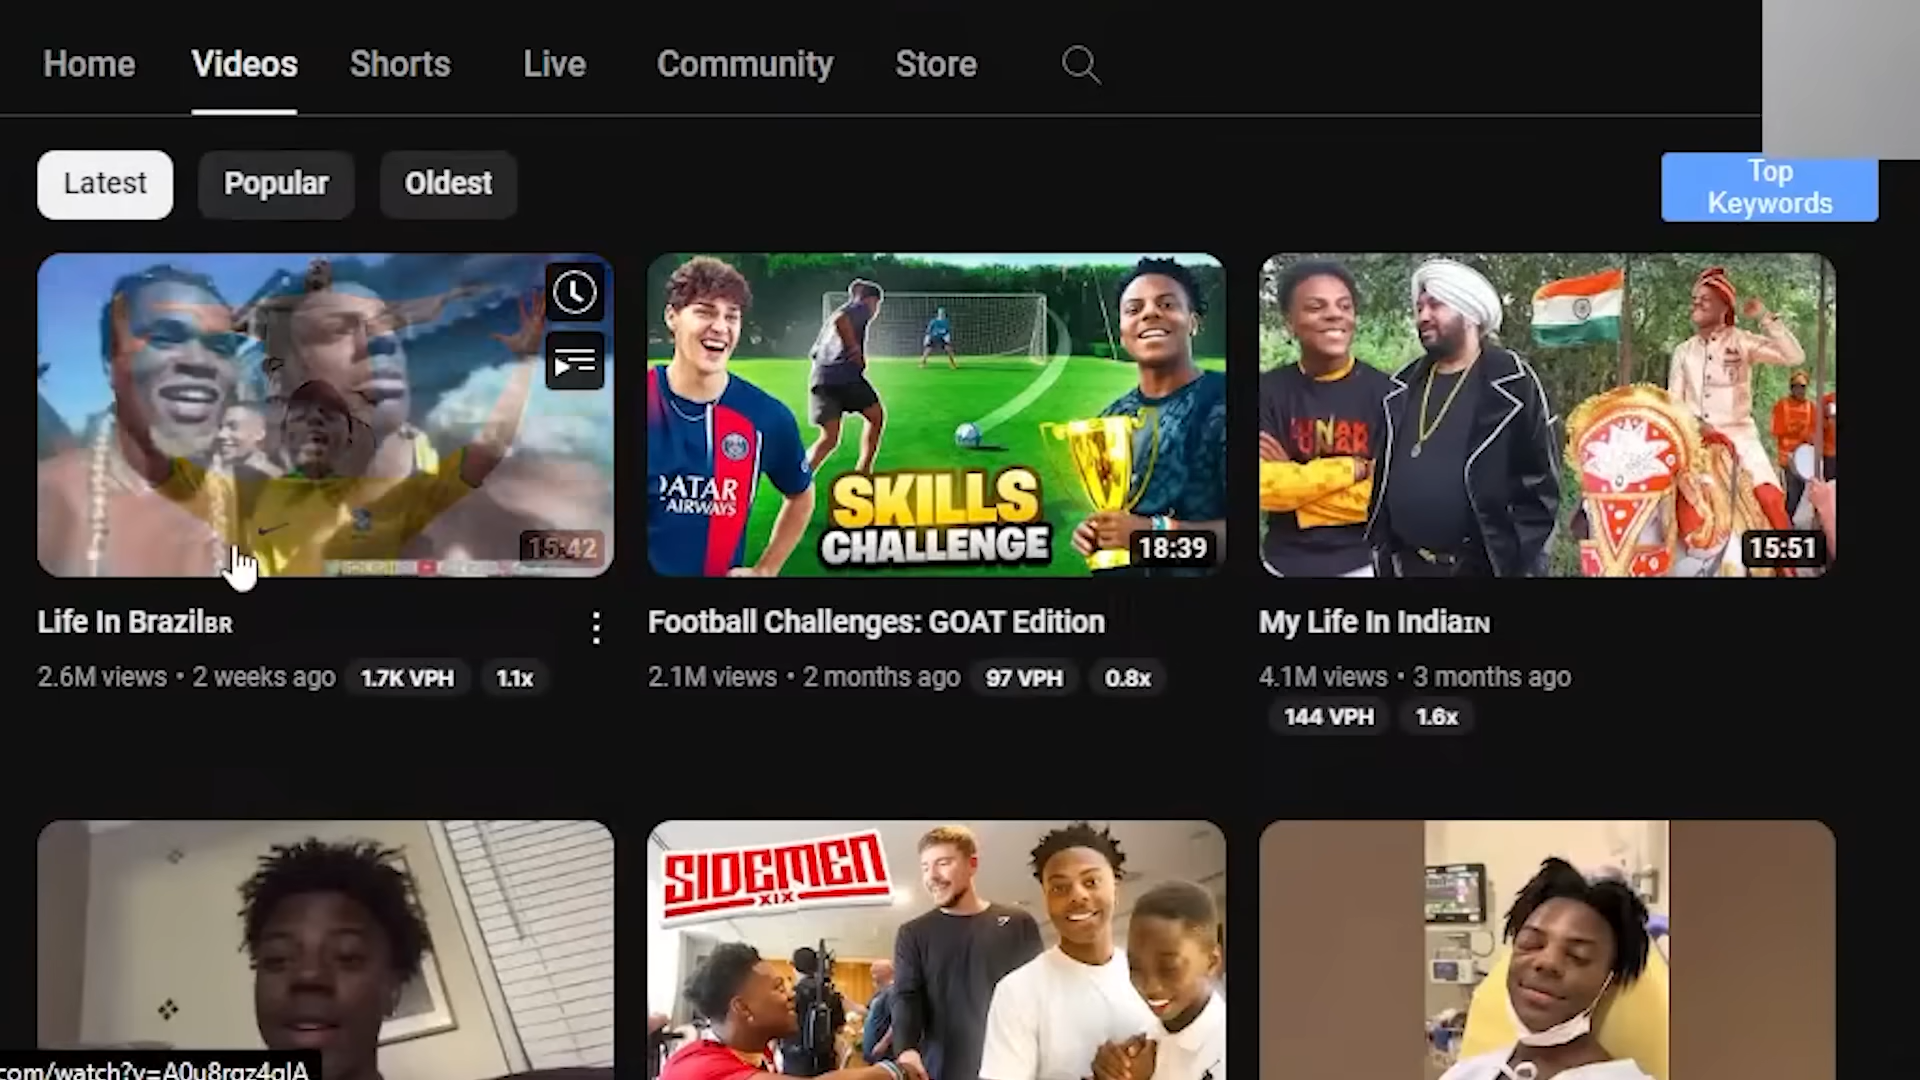 Home Videos Shorts Live Community Store
Latest Popular Oldest
Top
Keywords
15:42
QATAR
AIRWAYS
SKILLS
CHALLENGE
18:39
15:51
Life In BrazilBR
2.6M views • 2 weeks ago 1.7K VPH 1.1x
Football Challenges: GOAT Edition
2.1M views • 2 months ago 97 VPH 0.8x
My Life In IndiaIN
4.1M views • 3 months ago
144 VPH 1.6x
SIDEMEN
XIX
com/watch?v=A0u8rqz4qIA